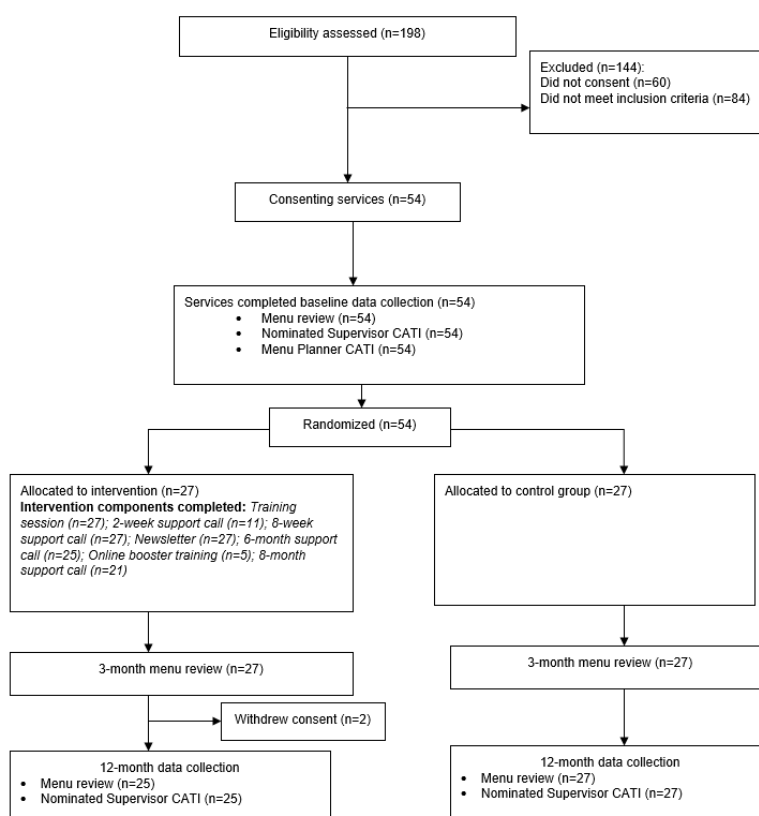 Eligibility assessed (n=198)
Excluded (n=144):
Did not consent (n=60)
Did not meet inclusion criteria (n=84)
Consenting services (n=54)
Services completed baseline data collection (n=54)
• Menu review (n=54)
• Nominated Supervisor CATI (n=54)
• Menu Planner CATI (n=54)
Randomized (n=54)
Allocated to intervention (n=27)
Intervention components completed: Training
session (n=27); 2-week support call (n=11); 8-week
support call (n=27); Newsletter (n=27); 6-month support
call (n=25); Online booster training (n=5); 8-month
support call (n=21)
Allocated to control group (n=27)
3-month menu review (n=27)
3-month menu review (n=27)
Withdrew consent (n=2)
12-month data collection
• Menu review (n=25)
• Nominated Supervisor CATI (n=25)
12-month data collection
• Menu review (n=27)
• Nominated Supervisor CATI (n=27)